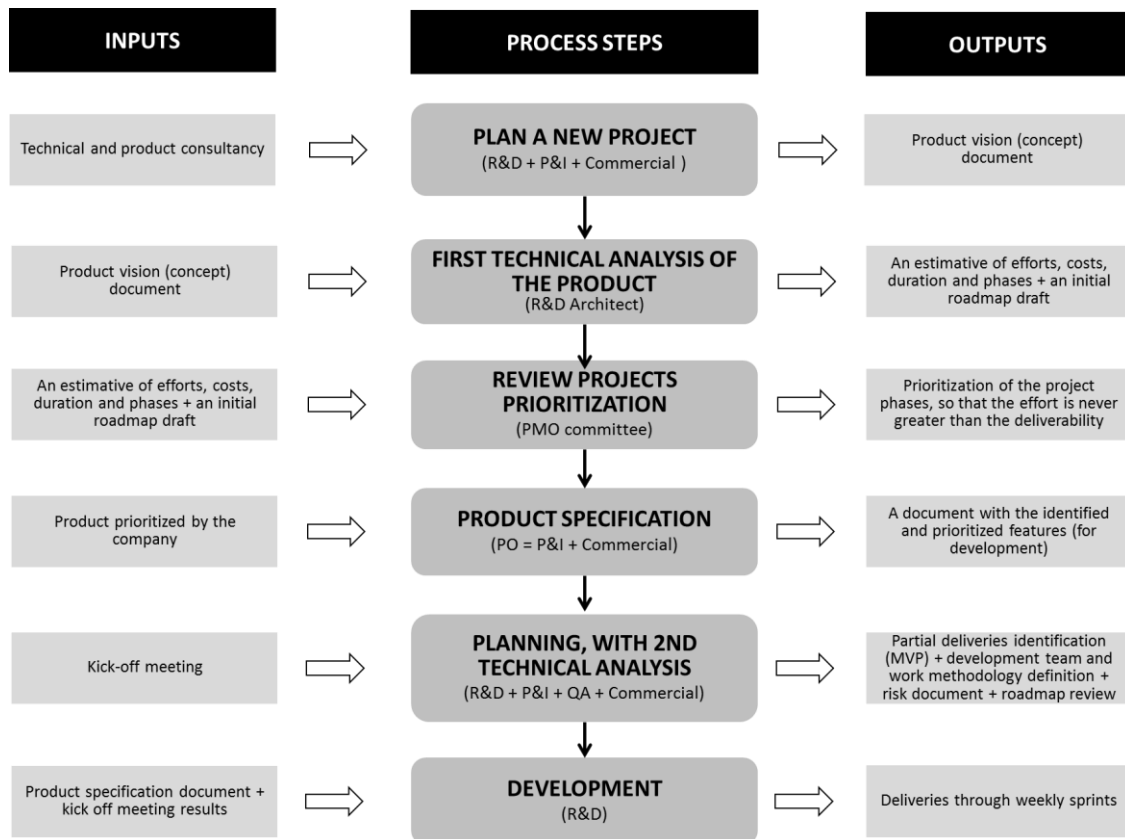 INPUTS
PROCESS STEPS
OUTPUTS
Technical and product consultancy
PLAN A NEW PROJECT
(R&D + P&I + Commercial )
Product vision (concept)
document
Product vision (concept)
document
FIRST TECHNICAL ANALYSIS OF
THE PRODUCT
(R&D Architect)
An estimative of efforts, costs,
duration and phases + an initial
roadmap draft
An estimative of efforts, costs,
duration and phases + an initial
roadmap draft
REVIEW PROJECTS
PRIORITIZATION
(PMO committee)
Prioritization of the project
phases, so that the effort is never
greater than the deliverability
Product prioritized by the
company
PRODUCT SPECIFICATION
(PO = P&I + Commercial)
A document with the identified
and prioritized features (for
development)
Kick-off meeting
PLANNING, WITH 2ND
TECHNICAL ANALYSIS
(R&D + P&I + QA + Commercial)
Partial deliveries identification
(MVP) + development team and
work methodology definition +
risk document + roadmap review
Product specification document +
kick off meeting results
DEVELOPMENT
(R&D)
Deliveries through weekly sprints